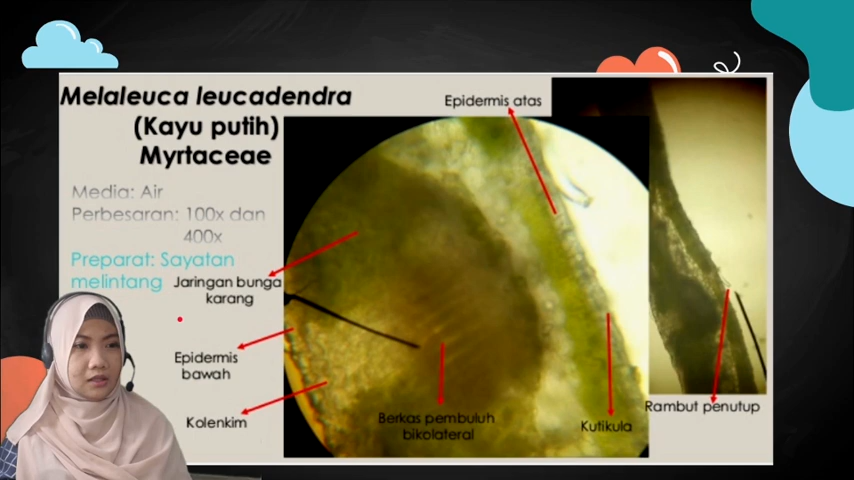 Melaleuca leucadendra
(Kayu putih)
Myrtaceae
Media: Air
Perbesaran: 100x dan
400x
Preparat: Sayatan
melintang
Epidermis atas
Jaringan bunga
karang
Epidermis
bawah
Kolenkim
Berkas pembuluh
bikolateral
Kutikula
Rambut penutup